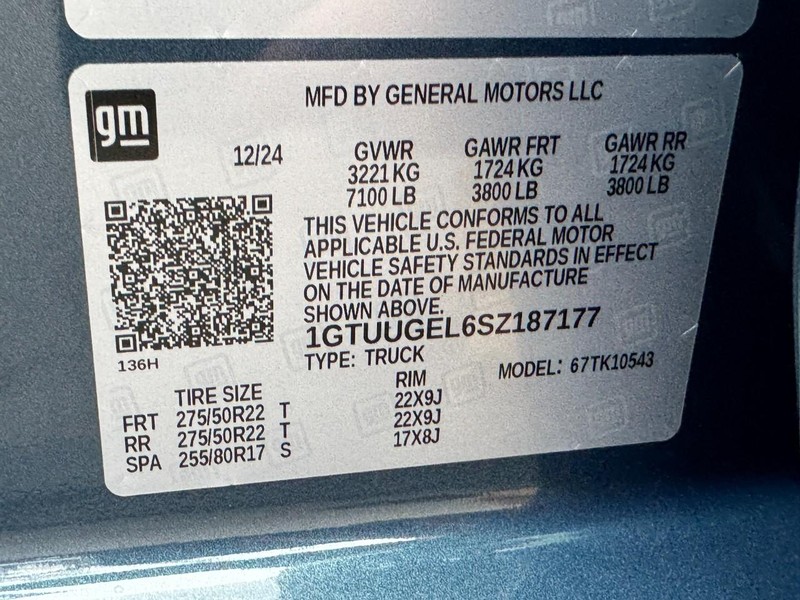 gm
MFD BY GENERAL MOTORS LLC
12/24 GVWR GAWR FRT GAWR RR
3221 KG 1724 KG 1724 KG
7100 LB 3800 LB 3800 LB
THIS VEHICLE CONFORMS TO ALL
APPLICABLE U.S. FEDERAL MOTOR
VEHICLE SAFETY STANDARDS IN EFFECT
ON THE DATE OF MANUFACTURE
SHOWN ABOVE.
1GTUUGEL6SZ187177
TYPE: TRUCK
MODEL: 67TK10543
136H
TIRE SIZE RIM
FRT 275/50R22 T 22X9J
RR 275/50R22 T 22X9J
SPA 255/80R17 S 17X8J